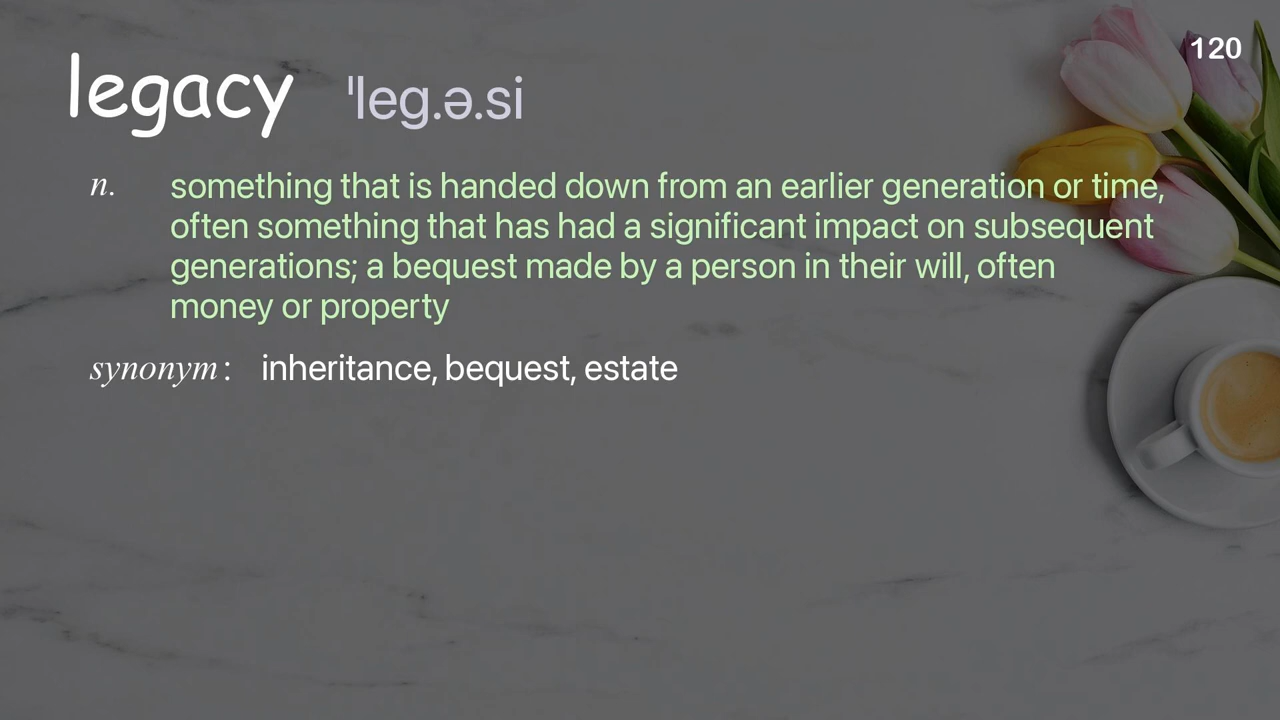 120
legacy ˈleg.ə.si
n. something that is handed down from an earlier generation or time,
often something that has had a significant impact on subsequent
generations; a bequest made by a person in their will, often
money or property
synonym: inheritance, bequest, estate